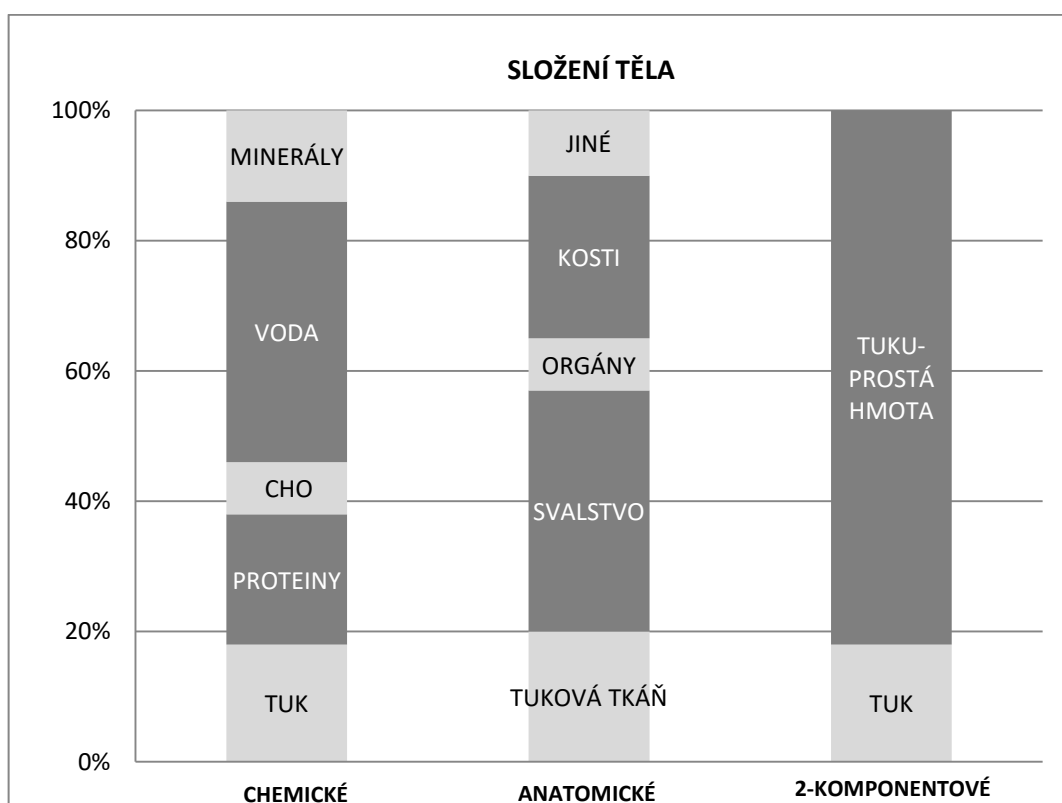 SLOŽENÍ TĚLA
100%
80%
60%
40%
20%
0%
MINERÁLY
VODA
CHO
PROTEINY
TUK
JINÉ
KOSTI
ORGÁNY
SVALSTVO
TUKOVÁ TKÁŇ
TUKU-
PROSTÁ
HMOTA
TUK
CHEMICKÉ
ANATOMICKÉ
2-KOMPONENTOVÉ